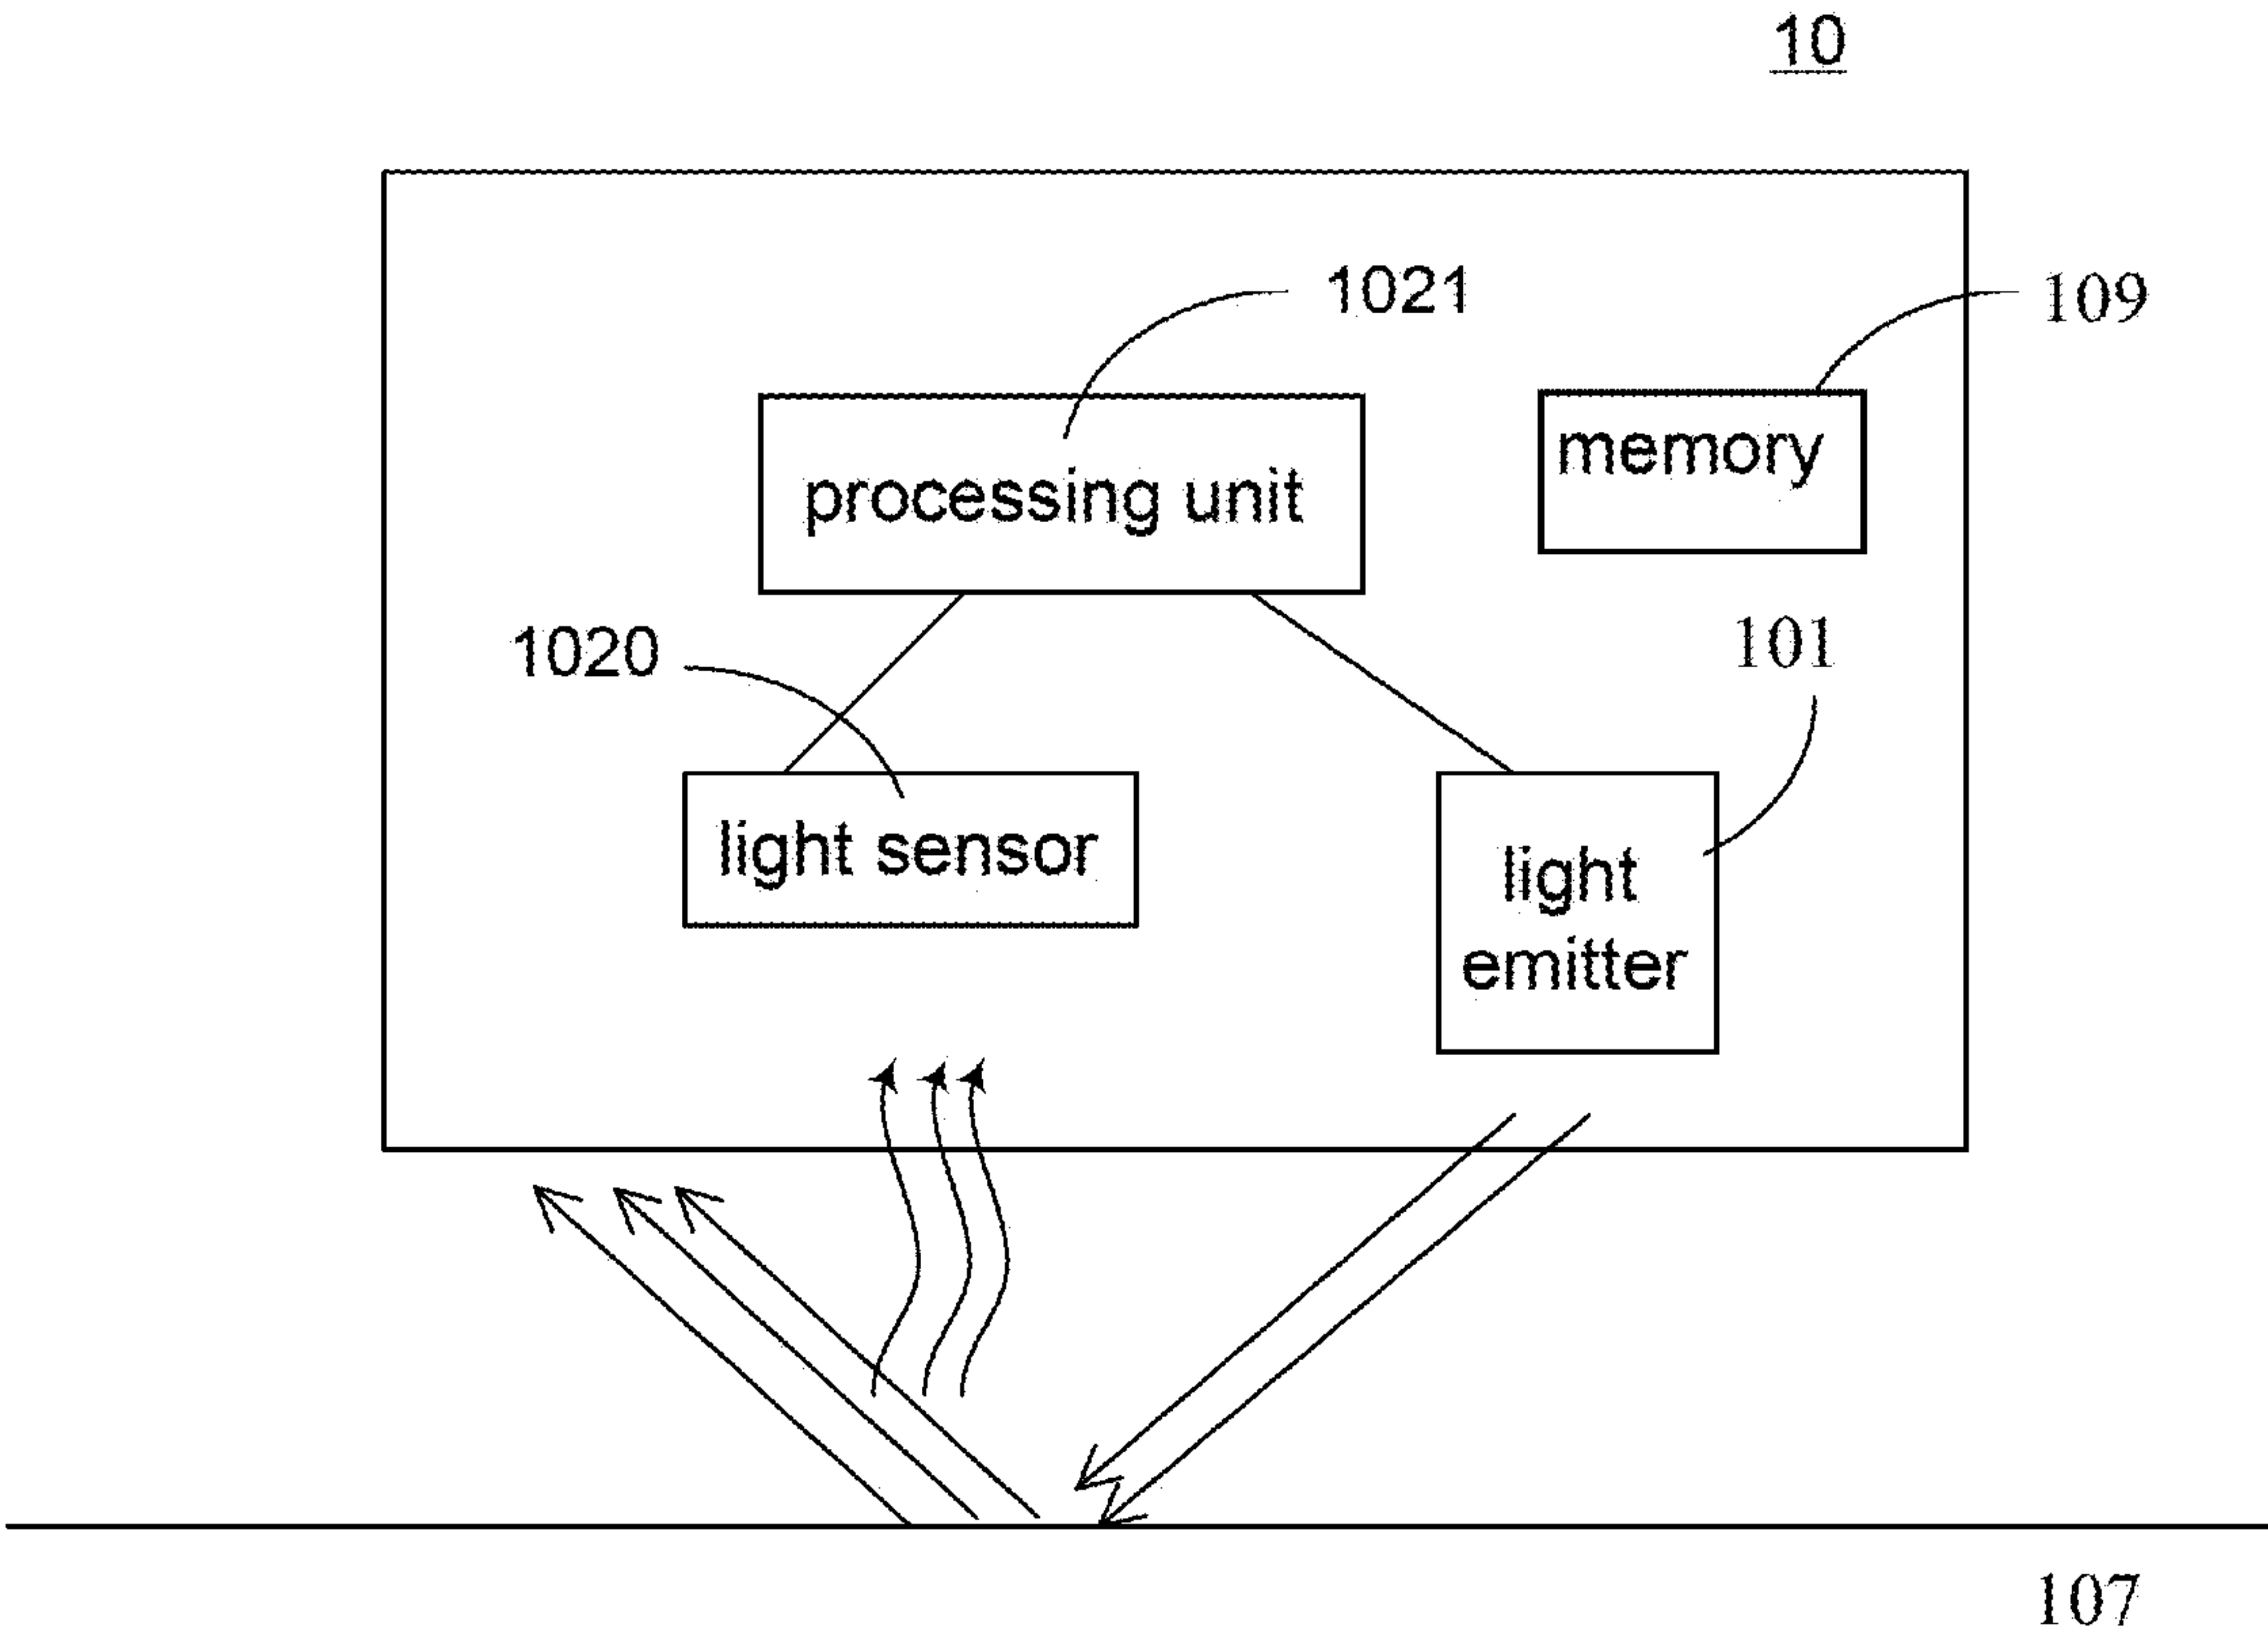 10
1021
109
processing unit
memory
1020
101
light sensor
light
emitter
107